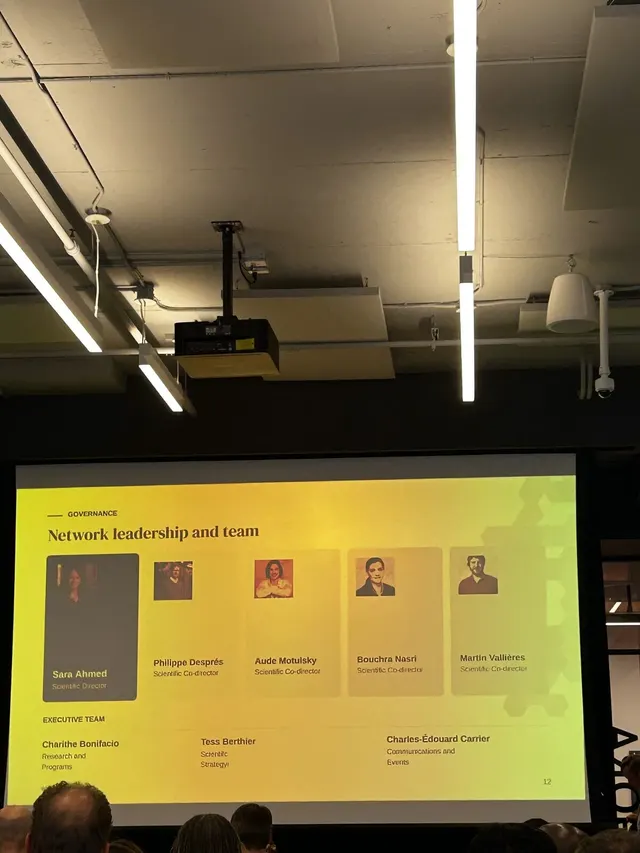 GOVERNANCE
Network leadership and team
Sara Ahmed
Scientific Director
Philippe Després
Scientific Co-director
Aude Motulsky
Scientific Co-director
Bouchra Nasri
Scientific Co-director
Martin Vallières
Scientific Co-director
EXECUTIVE TEAM
Charithe Bonifacio
Research and
Programs
Tess Berthier
Scientifc
Strategyi
Charles-Édouard Carrier
Communications and
Events
12